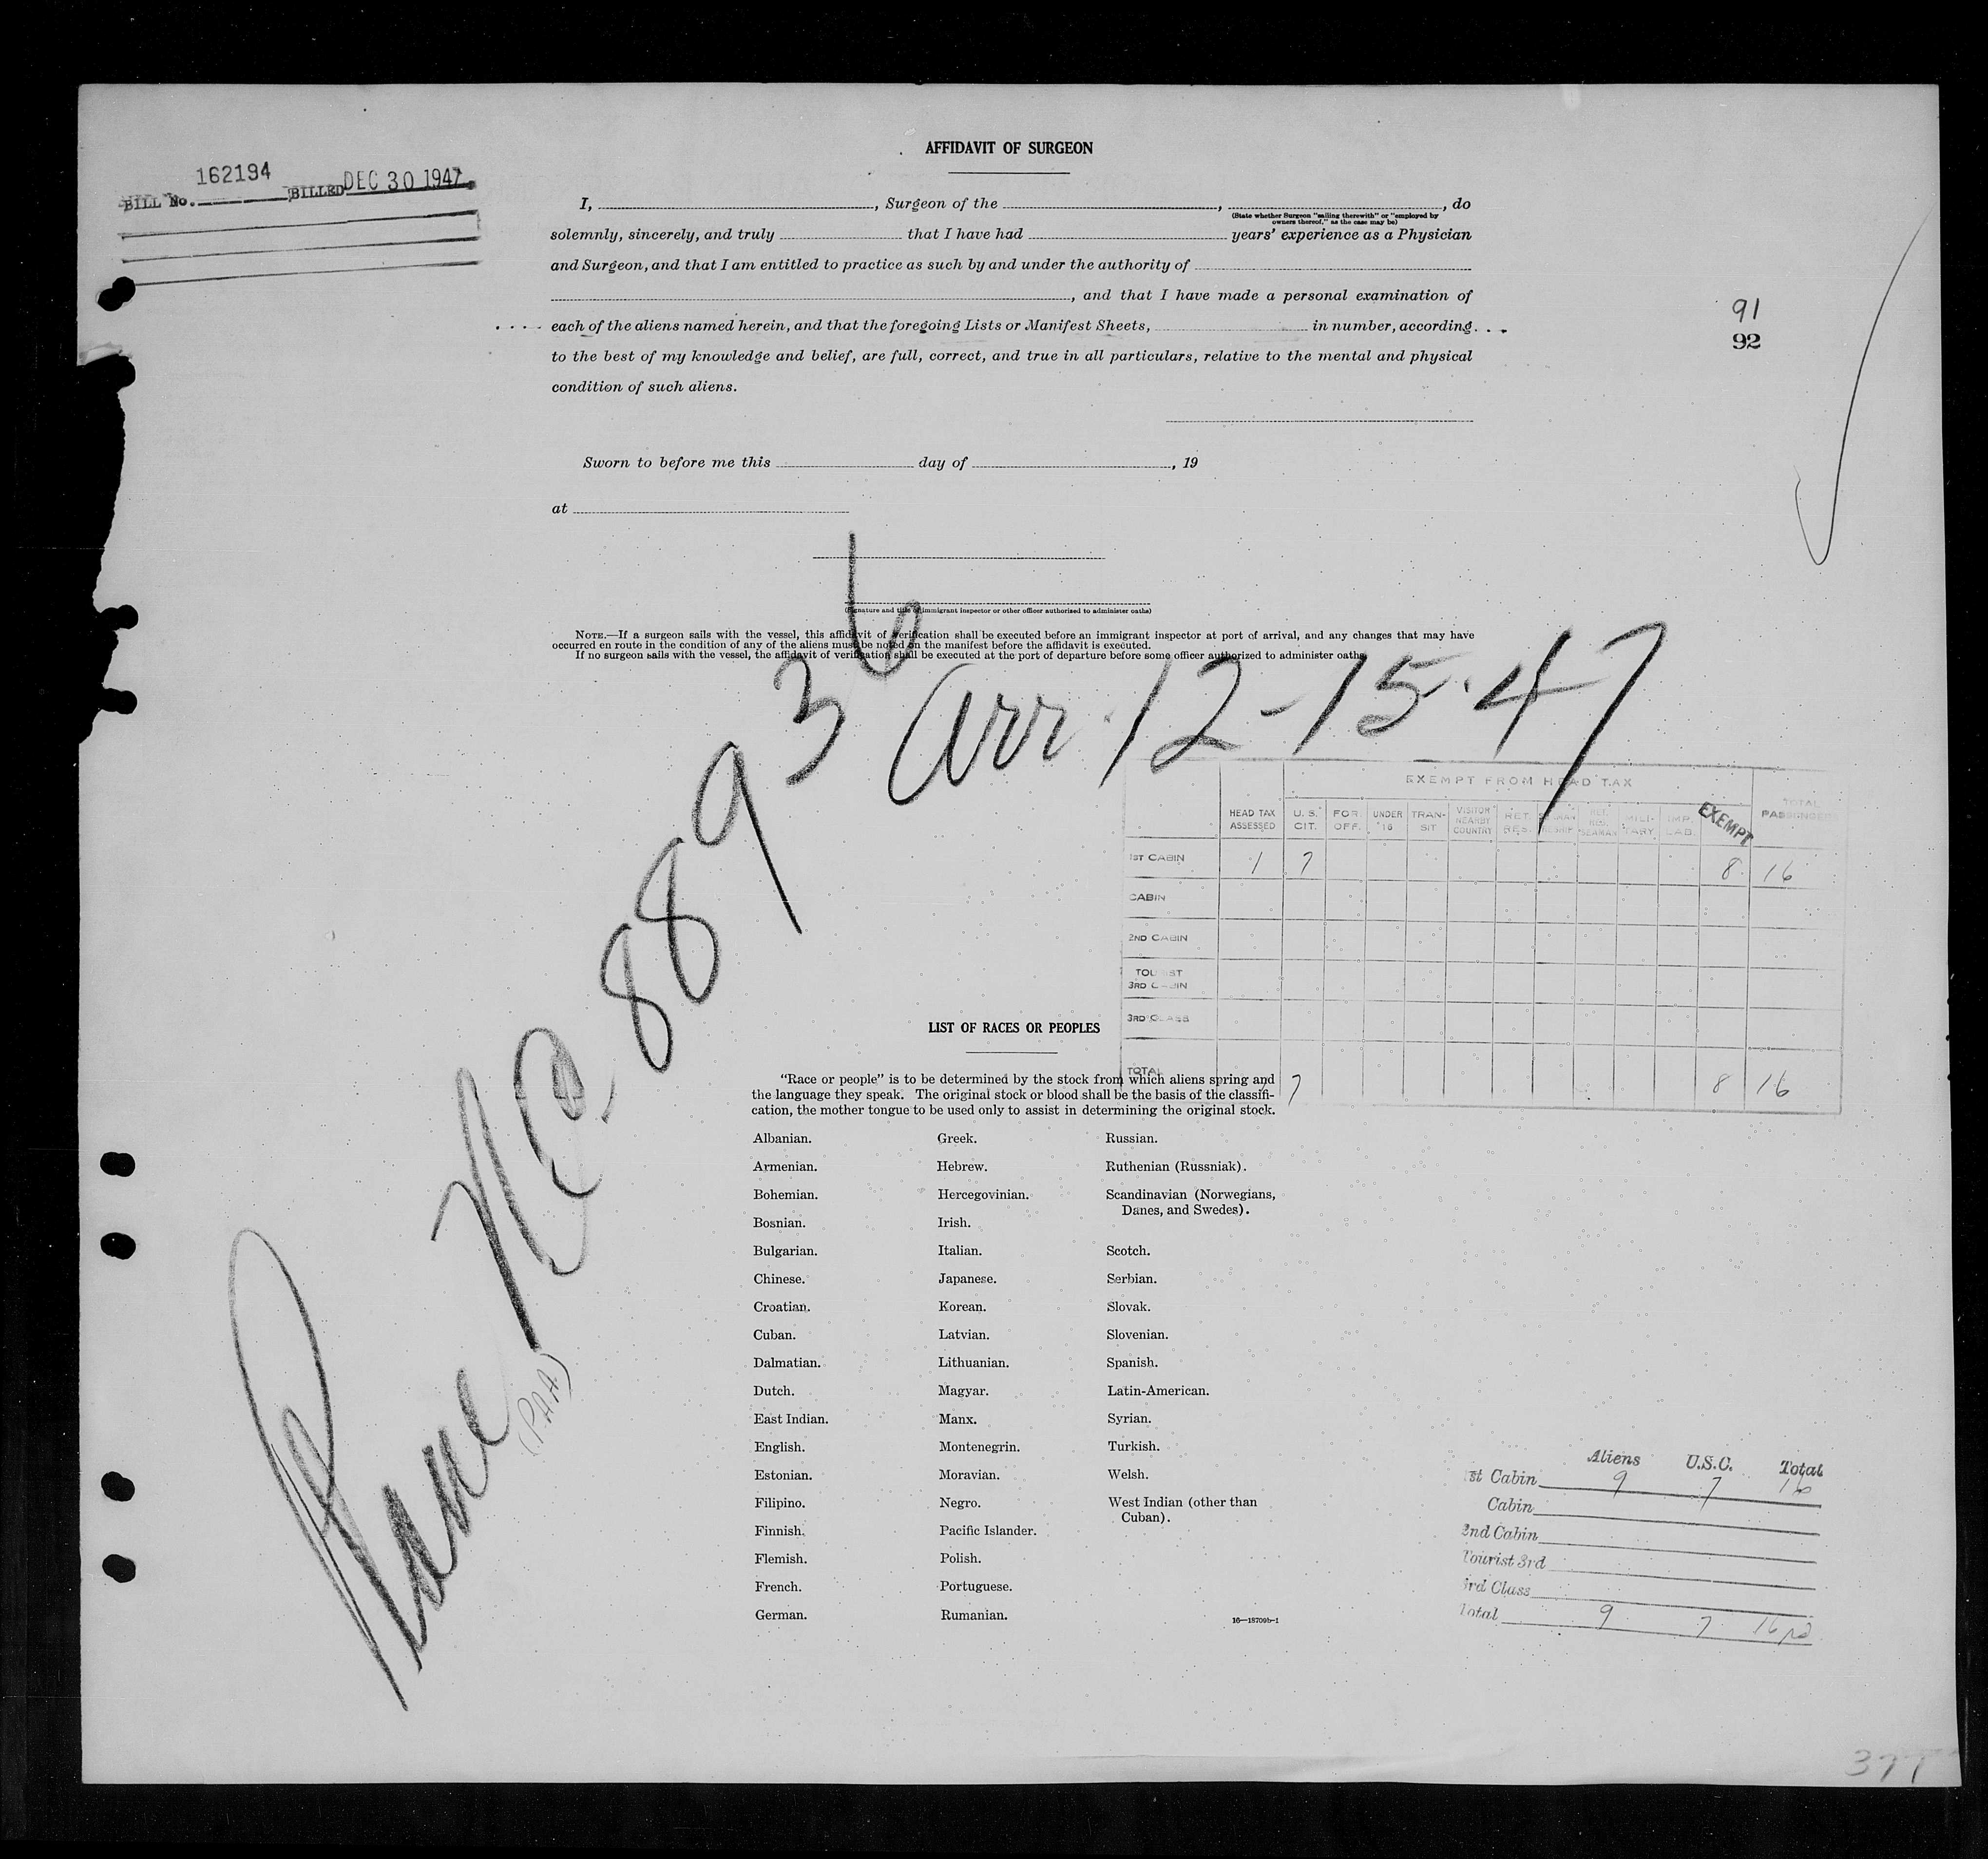 AFFIDAVIT OF SURGEON
BILL No. 162194 BILLED DEC 30 1947
I, , Surgeon of the , , do
(State whether Surgeon "sailing therewith" or "employed by
owners thereof," as the case may be)
solemnly, sincerely, and truly that I have had years' experience as a Physician
and Surgeon, and that I am entitled to practice as such by and under the authority of
, and that I have made a personal examination of
each of the aliens named herein, and that the foregoing Lists or Manifest Sheets, in number, according
to the best of my knowledge and belief, are full, correct, and true in all particulars, relative to the mental and physical
condition of such aliens.
91
92
Sworn to before me this day of , 19
at
(Signature and title of immigrant inspector or other officer authorized to administer oaths)
NOTE.—If a surgeon sails with the vessel, this affidavit of verification shall be executed before an immigrant inspector at port of arrival, and any changes that may have
occurred en route in the condition of any of the aliens must be noted on the manifest before the affidavit is executed.
If no surgeon sails with the vessel, the affidavit of verification shall be executed at the port of departure before some officer authorized to administer oaths.
Plane NC. 88936
(PAA)
Arr. 12-15-47
EXEMPT FROM HEAD TAX
HEAD TAX ASSESSED U. S. CIT. FOR. OFF. UNDER 16 TRAN-SIT VISITOR NEARBY COUNTRY RET. RES. RET. RES. SEAMAN MILI-TARY IMP. LAB. EXEMPT TOTAL PASSENGERS
1ST CABIN 1 7 8 16
CABIN
2ND CABIN
TOURIST
3RD CABIN
3RD CLASS
TOTAL 1 7 8 16
LIST OF RACES OR PEOPLES
"Race or people" is to be determined by the stock from which aliens spring and
the language they speak. The original stock or blood shall be the basis of the classifi-
cation, the mother tongue to be used only to assist in determining the original stock.
Albanian. Greek. Russian.
Armenian. Hebrew. Ruthenian (Russniak).
Bohemian. Hercegovinian. Scandinavian (Norwegians,
Danes, and Swedes).
Bosnian. Irish.
Bulgarian. Italian. Scotch.
Chinese. Japanese. Serbian.
Croatian. Korean. Slovak.
Cuban. Latvian. Slovenian.
Dalmatian. Lithuanian. Spanish.
Dutch. Magyar. Latin-American.
East Indian. Manx. Syrian.
English. Montenegrin. Turkish.
Estonian. Moravian. Welsh.
Filipino. Negro. West Indian (other than
Cuban).
Finnish. Pacific Islander.
Flemish. Polish.
French. Portuguese.
German. Rumanian.
16—18709b-1
Aliens U.S.C. Total
1st Cabin 9 7 16
Cabin
2nd Cabin
Tourist 3rd
3rd Class
Total 9 7 16
377